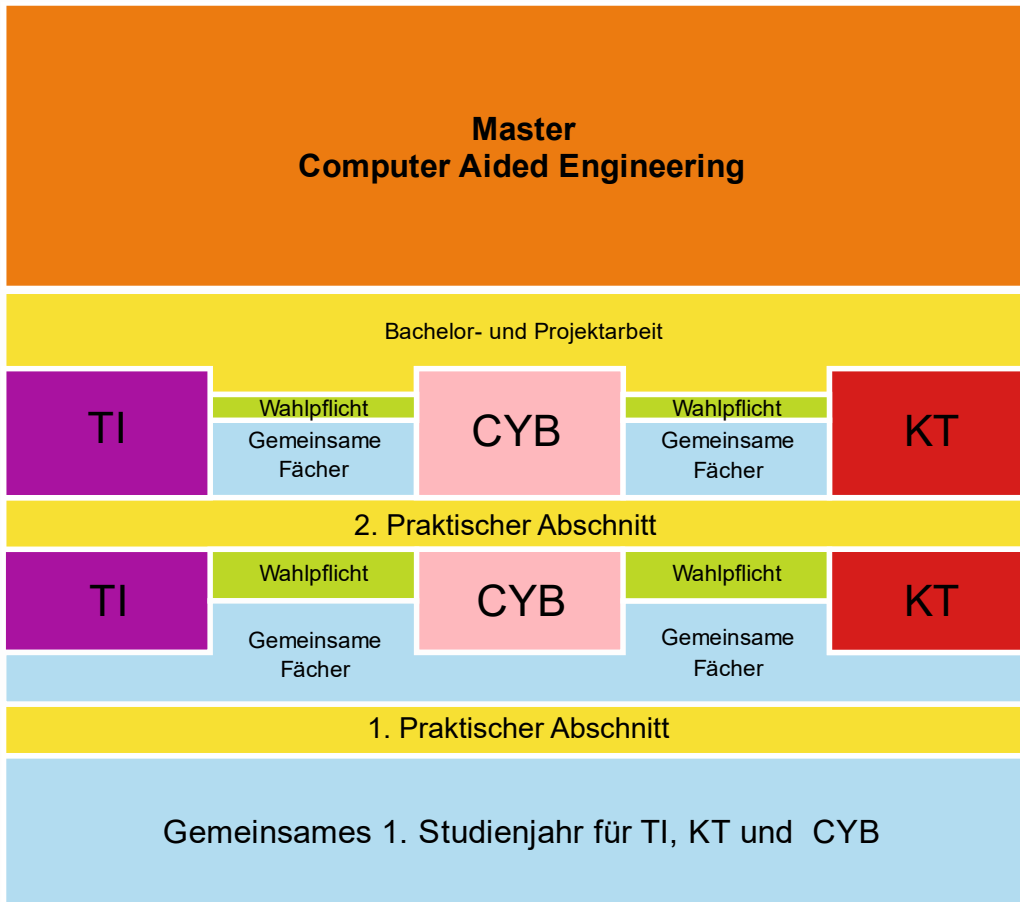 Master
Computer Aided Engineering
Bachelor- und Projektarbeit
TI
Wahlpflicht
Gemeinsame
Fächer
CYB
Wahlpflicht
Gemeinsame
Fächer
KT
2. Praktischer Abschnitt
TI
Wahlpflicht
Gemeinsame
Fächer
CYB
Wahlpflicht
Gemeinsame
Fächer
KT
1. Praktischer Abschnitt
Gemeinsames 1. Studienjahr für TI, KT und CYB